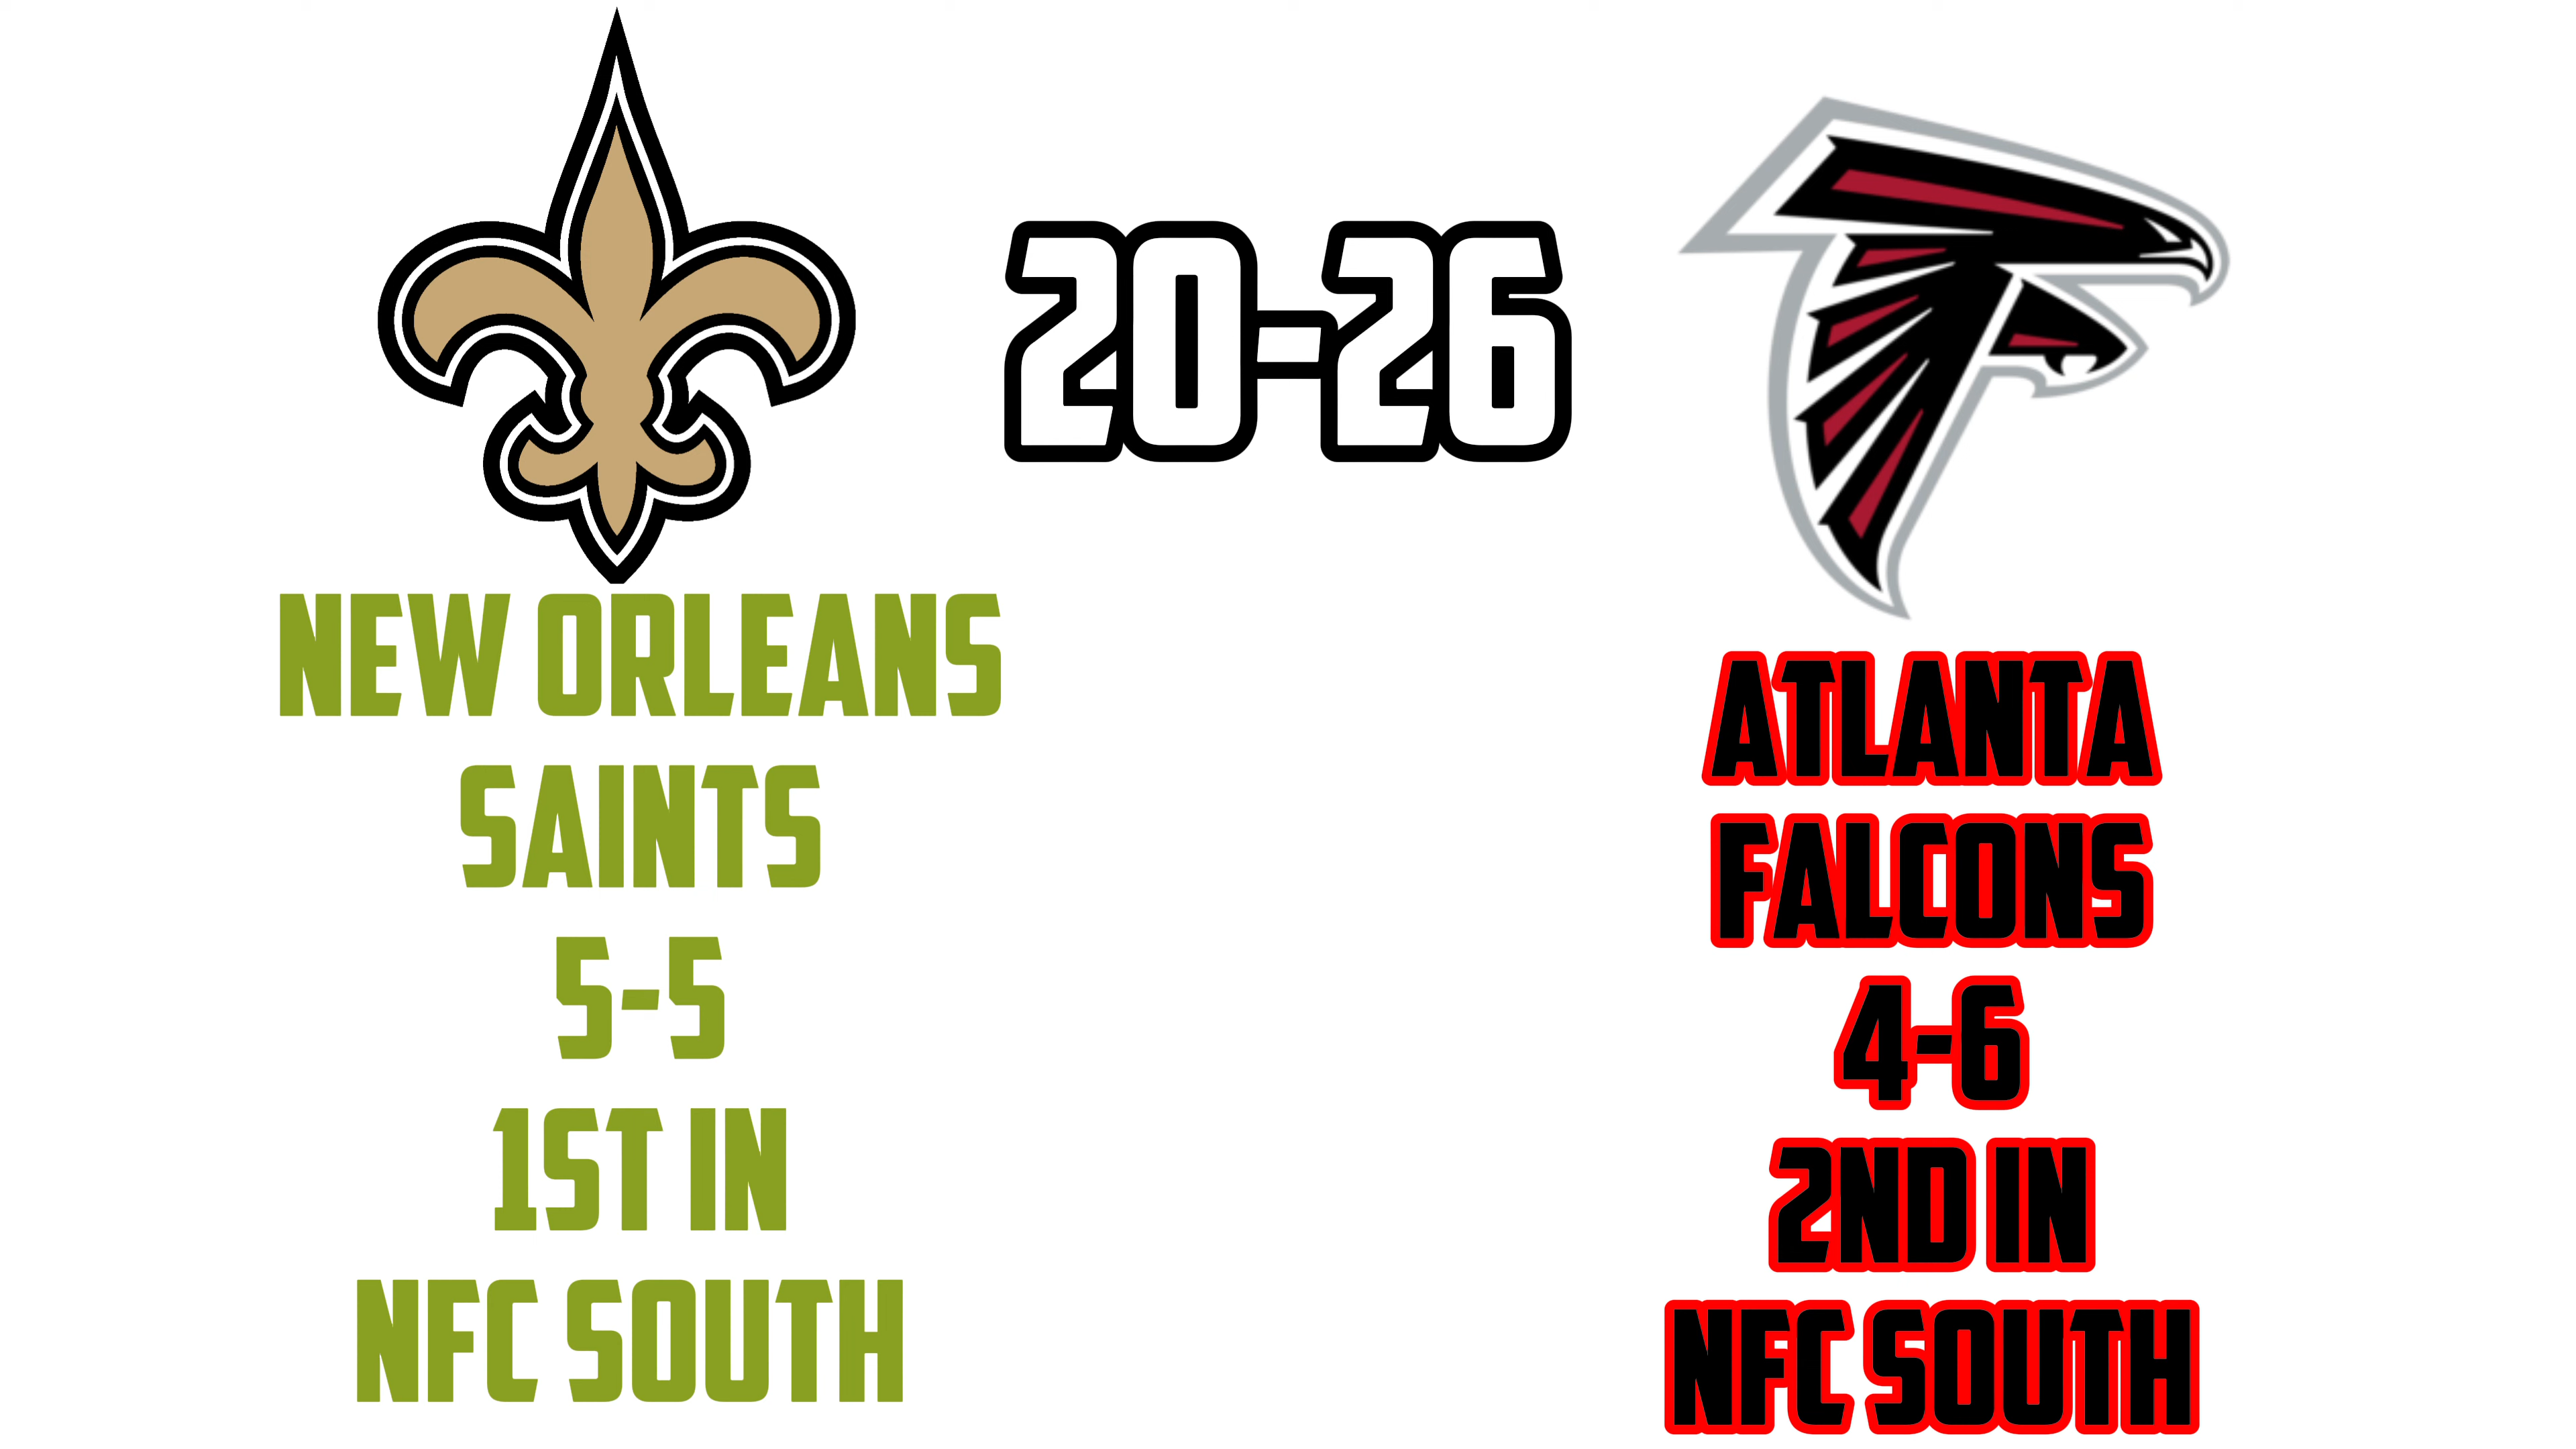 20-26
NEW ORLEANS
SAINTS
5-5
1ST IN
NFC SOUTH
ATLANTA
FALCONS
4-6
2ND IN
NFC SOUTH